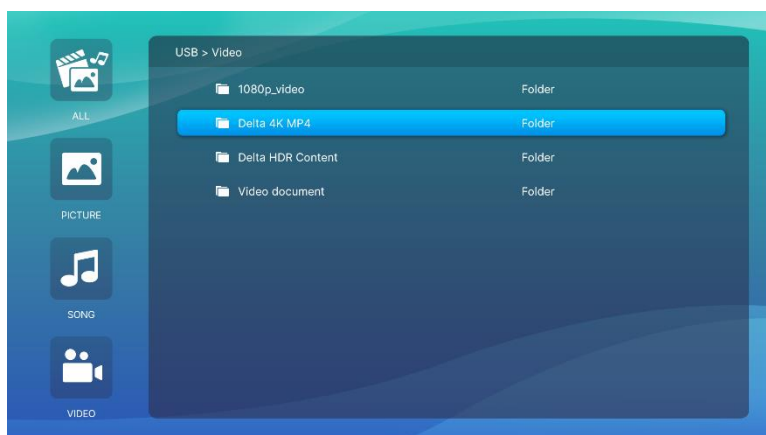 USB > Video
1080p_video Folder
Delta 4K MP4 Folder
Delta HDR Content Folder
Video document Folder
ALL
PICTURE
SONG
VIDEO